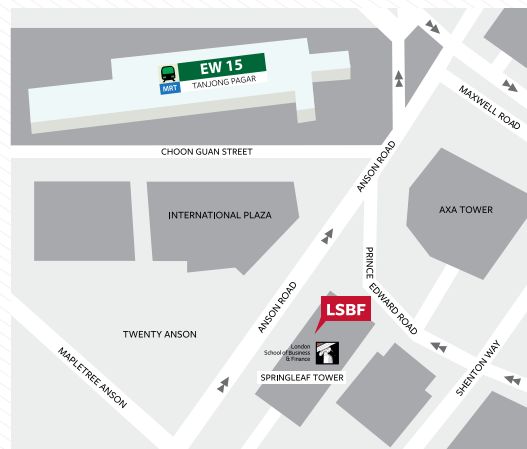 EW 15
MRT
TANJONG PAGAR
MAXWELL ROAD
CHOON GUAN STREET
ANSON ROAD
INTERNATIONAL PLAZA
AXA TOWER
PRINCE
EDWARD ROAD
ANSON ROAD
LSBF
TWENTY ANSON
London
School of Business
& Finance
SPRINGLEAF TOWER
MAPLETREE ANSON
SHENTON WAY